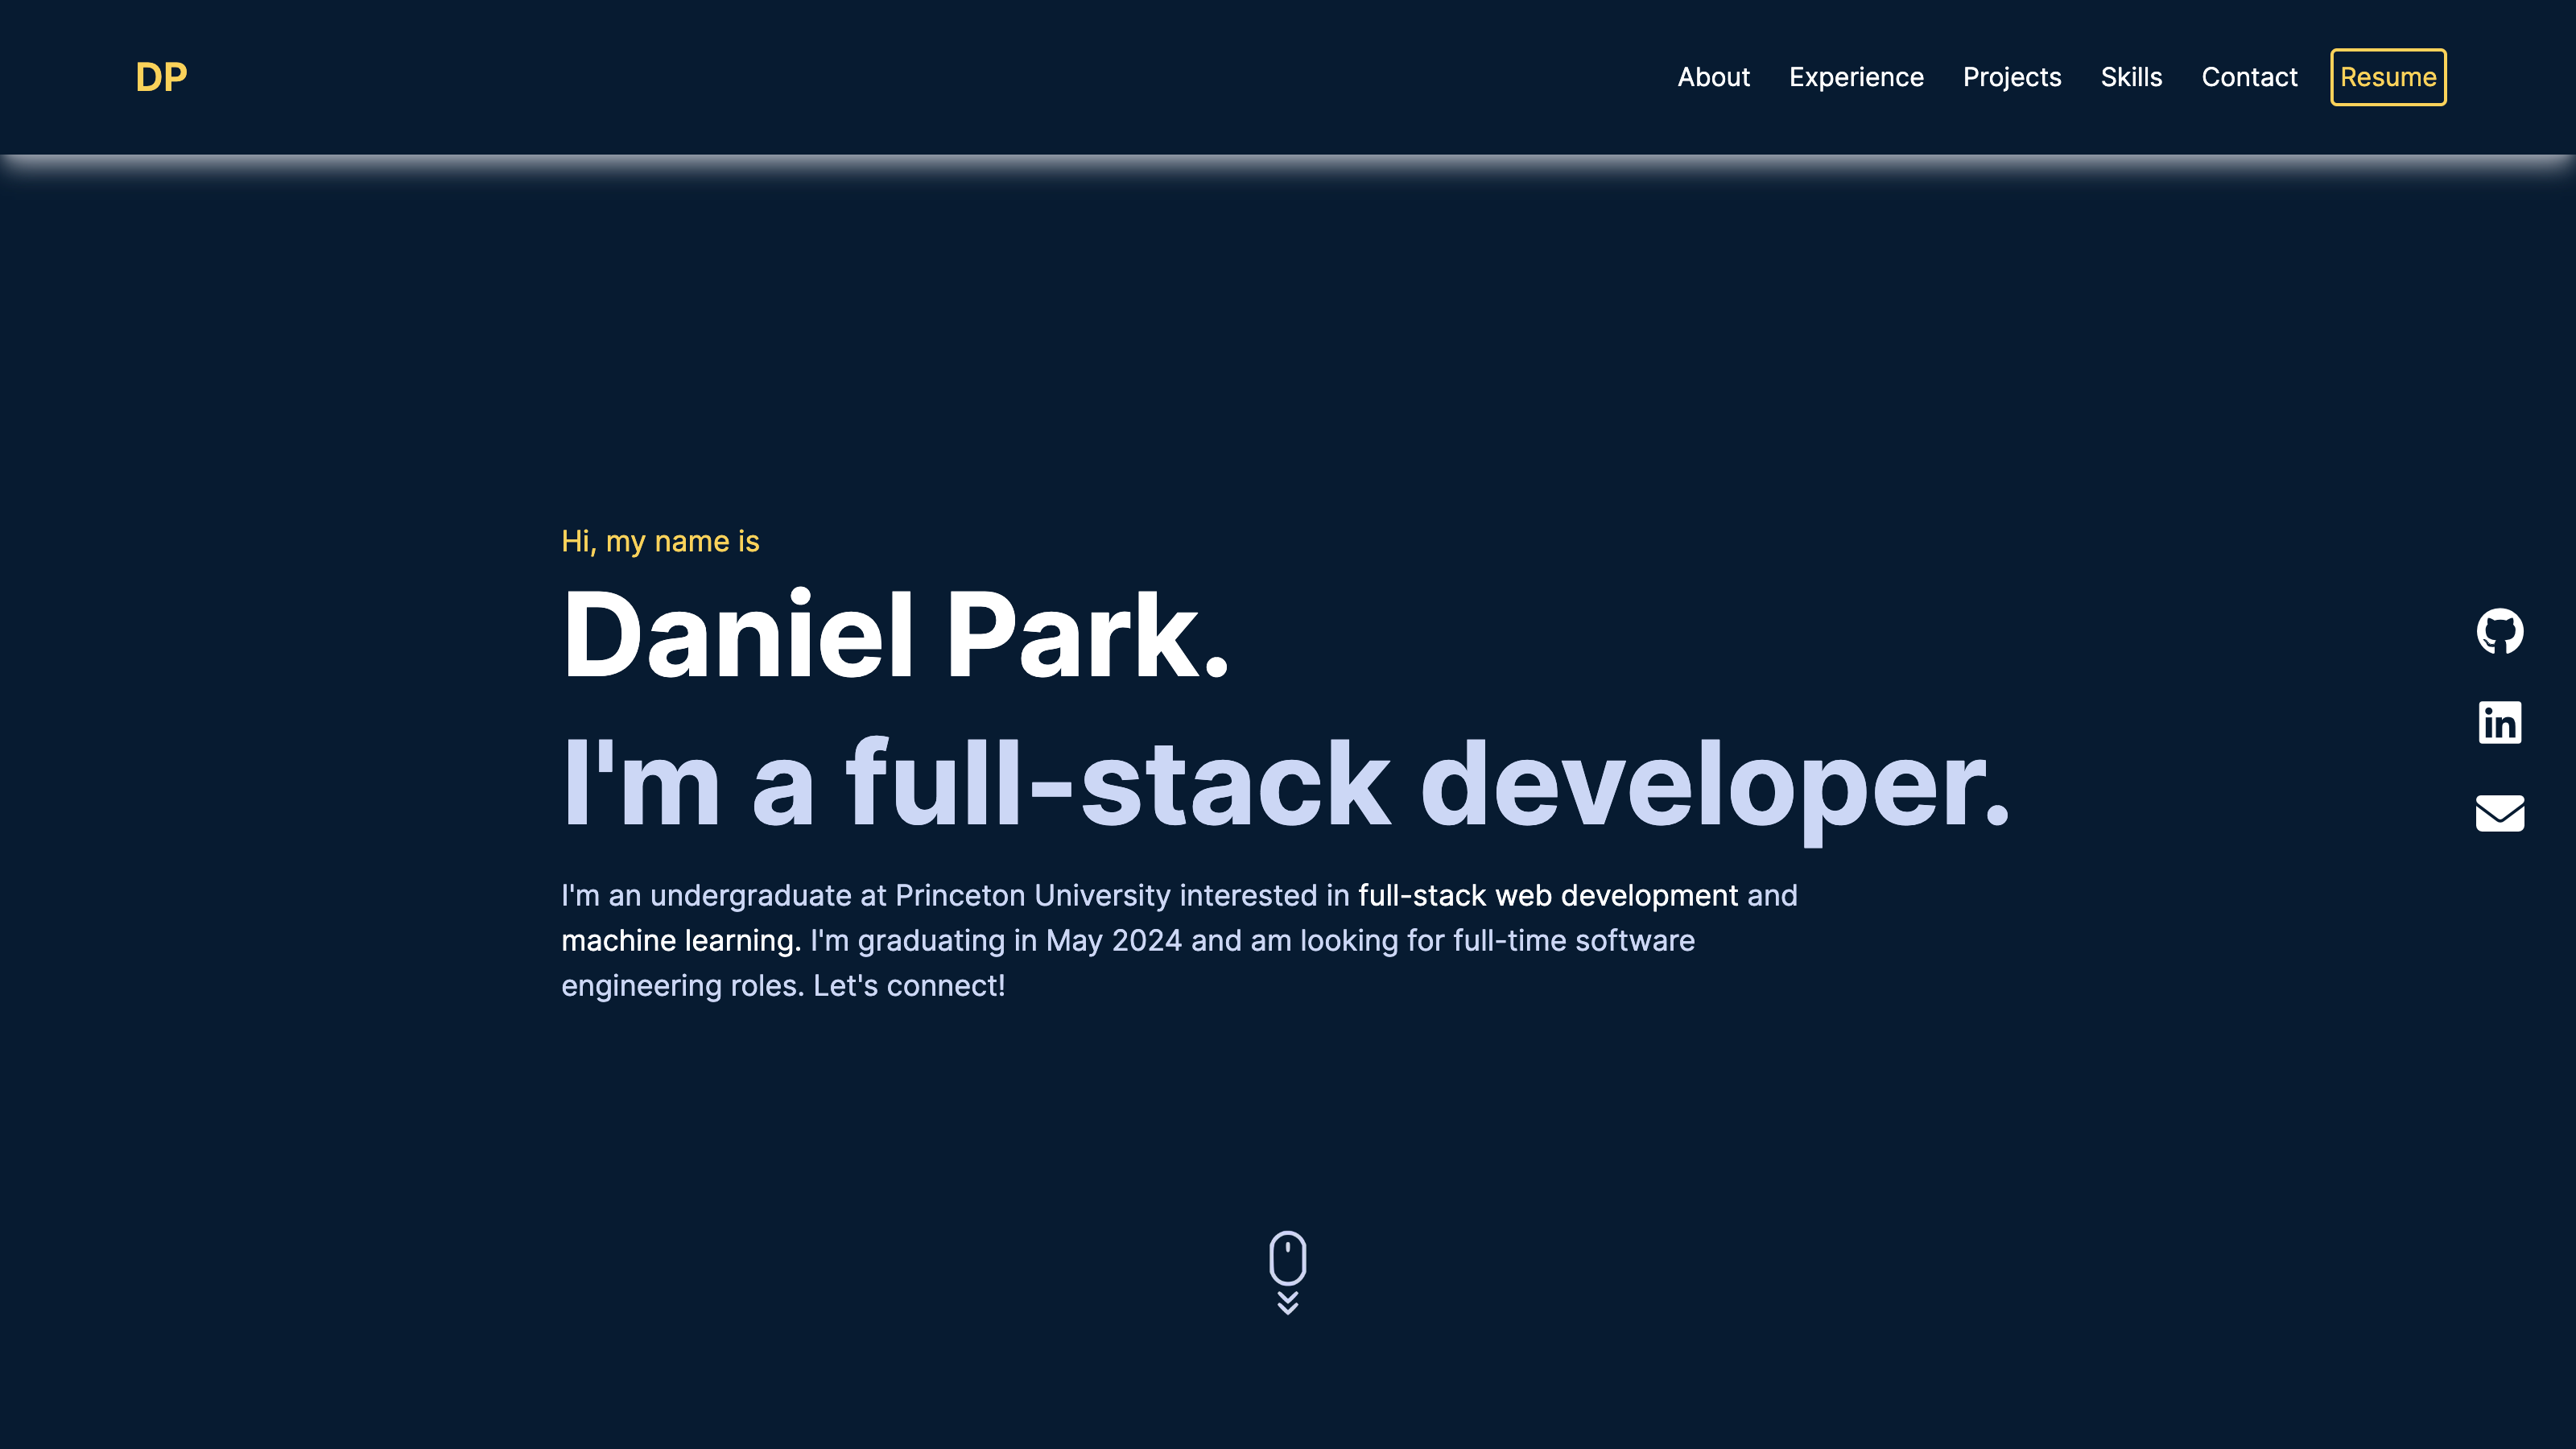 DP
About Experience Projects Skills Contact Resume
Hi, my name is
Daniel Park.
I'm a full-stack developer.
I'm an undergraduate at Princeton University interested in full-stack web development and
machine learning. I'm graduating in May 2024 and am looking for full-time software
engineering roles. Let's connect!
in